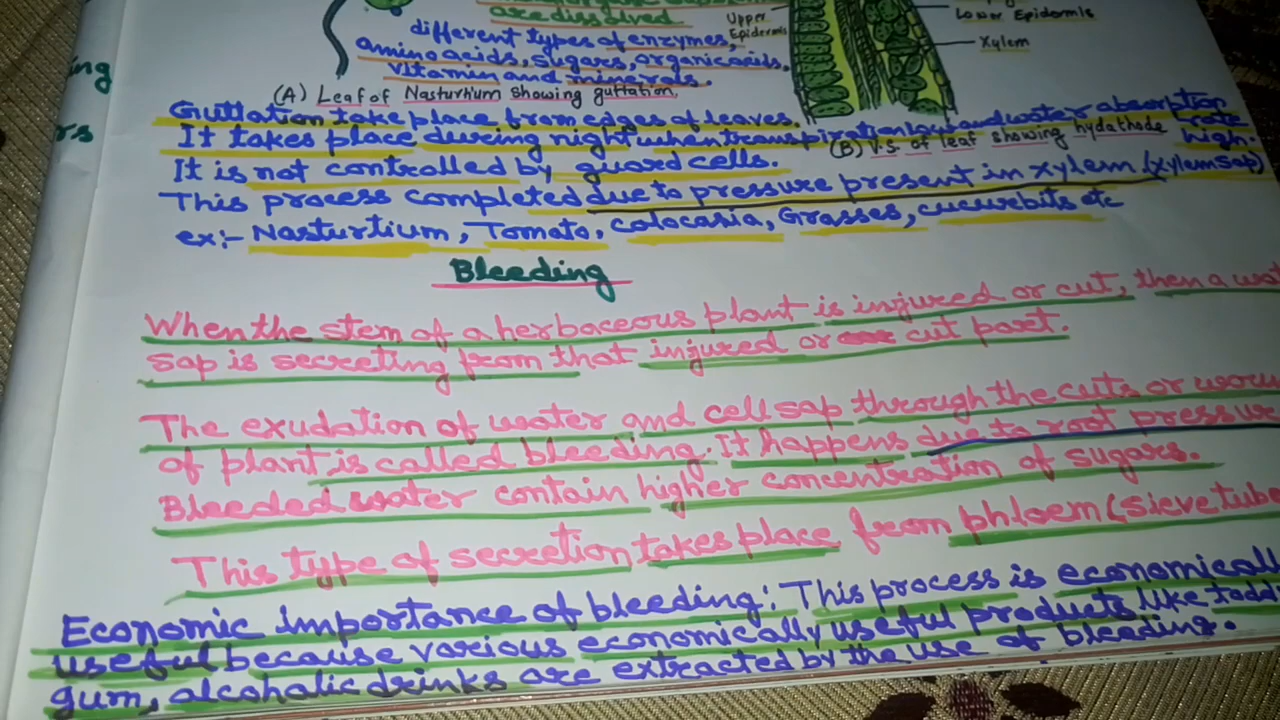 are dissolved
different types of enzymes,
amino acids, sugars, organic acids,
vitamin and minerals.
(A) Leaf of Nasturtium showing guttation.
Upper
Epidermis
Lower Epidermis
Xylem
(B) V.S. of leaf showing hydathode
ing
rs
Guttation take place from edges of leaves.
It takes place during night when transpiration low and water absorption rate high.
It is not controlled by guard cells.
This process completed due to pressure present in xylem (xylem sap)
ex:- Nasturtium, Tomato, Colocasia, Grasses, cucurbits etc
Bleeding
When the stem of a herbaceous plant is injured or cut, then a
sap is secreting from that injured or cut part.
The exudation of water and cell sap through the cuts or
of plant is called bleeding. It happens due to root pressure
Bleeded water contain higher concentration of sugars.
This type of secretion takes place from phloem (Sieve tube
Economic Importance of bleeding: This process is economicall
useful because various economically useful products like todd
gum, alcoholic drinks are extracted by the use of bleeding.